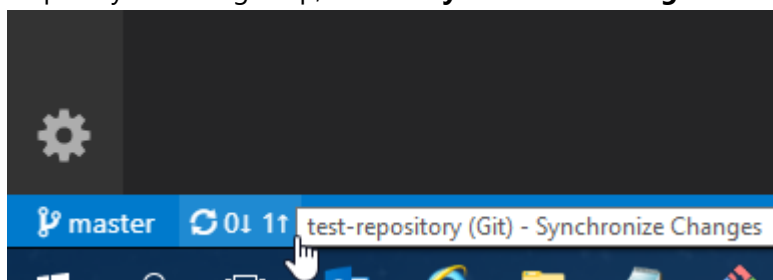 master 0↓ 1↑ test-repository (Git) - Synchronize Changes